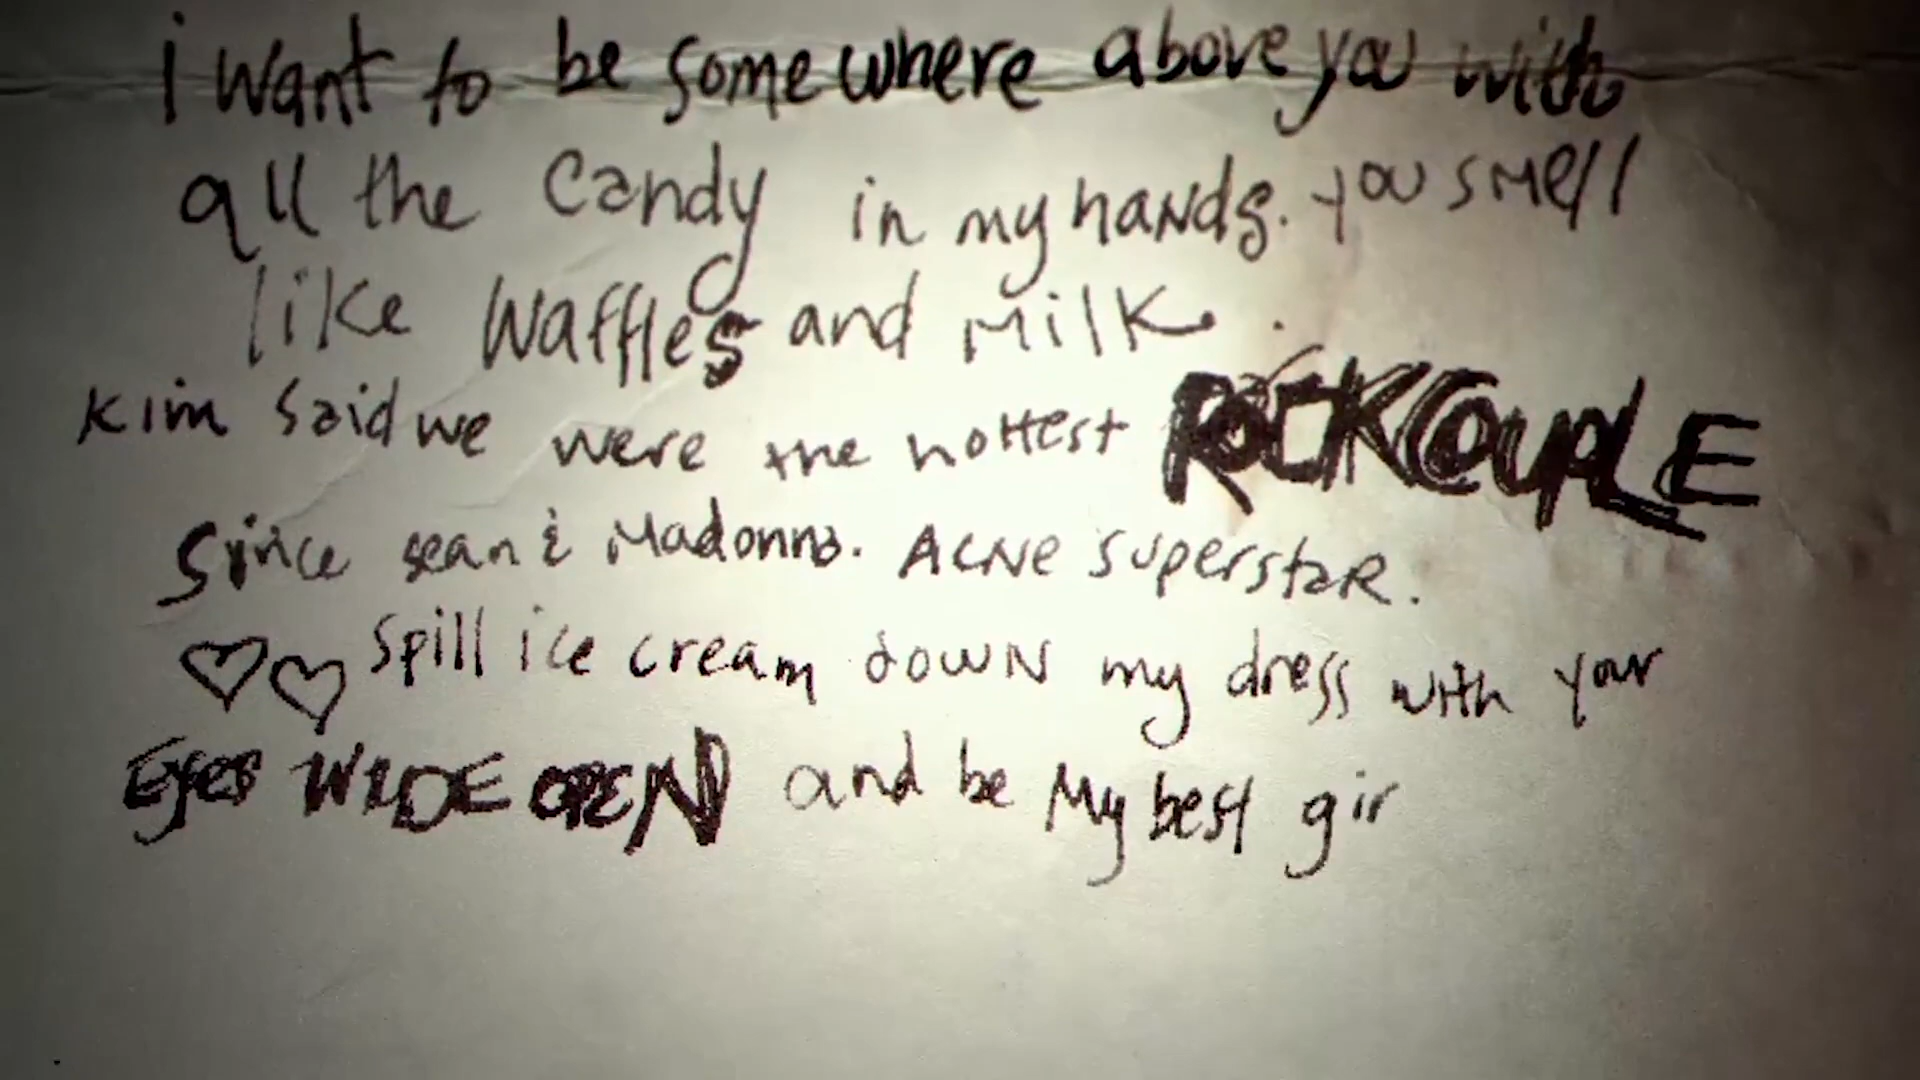 i want to be somewhere above you with
all the candy in my hands. you smell
like waffles and Milk.
Kim said we were the hottest ROCKCOUPLE
Since sean & Madonna. ACNE superstaR.
♡♡ spill ice cream down my dress with your
Eyes WIDE OPEN and be My best gir